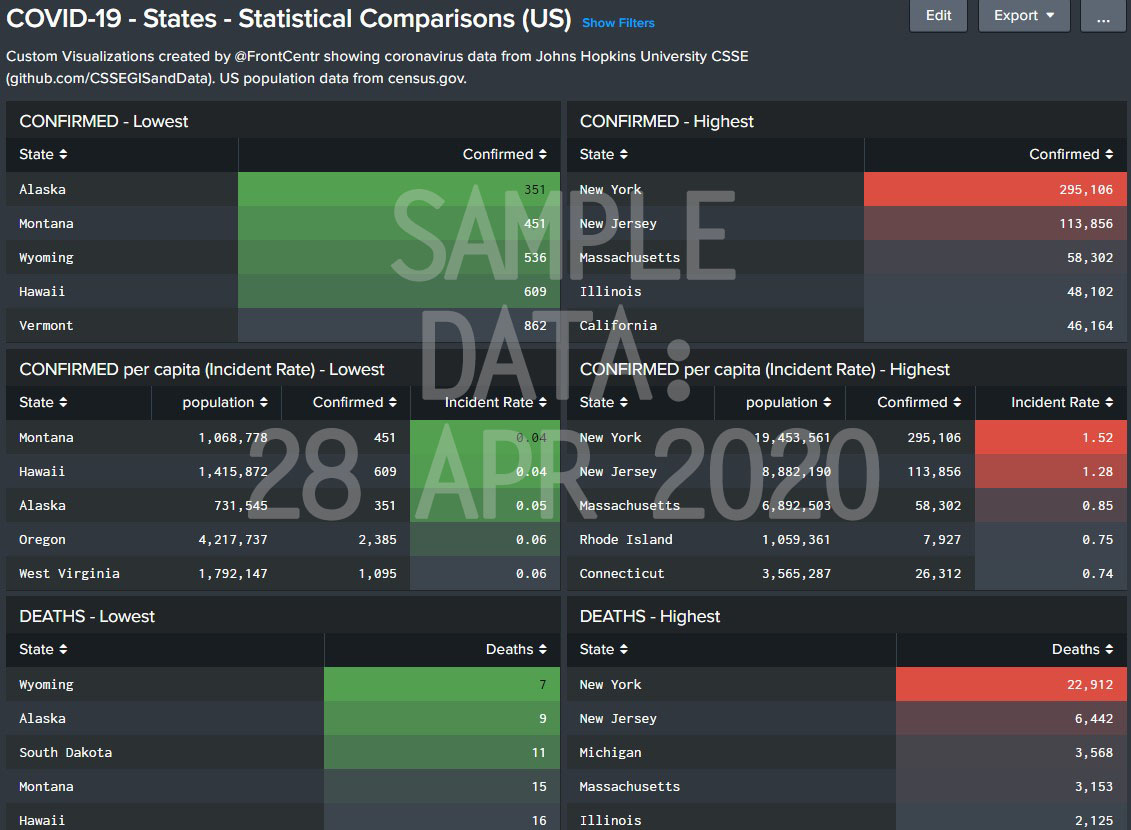 COVID-19 - States - Statistical Comparisons (US) Show Filters Edit Export ...
Custom Visualizations created by @FrontCentr showing coronavirus data from Johns Hopkins University CSSE
(github.com/CSSEGISandData). US population data from census.gov.
CONFIRMED - Lowest
State Confirmed
Alaska 351
Montana 451
Wyoming 536
Hawaii 609
Vermont 862
CONFIRMED - Highest
State Confirmed
New York 295,106
New Jersey 113,856
Massachusetts 58,302
Illinois 48,102
California 46,164
CONFIRMED per capita (Incident Rate) - Lowest
State population Confirmed Incident Rate
Montana 1,068,778 451 0.04
Hawaii 1,415,872 609 0.04
Alaska 731,545 351 0.05
Oregon 4,217,737 2,385 0.06
West Virginia 1,792,147 1,095 0.06
CONFIRMED per capita (Incident Rate) - Highest
State population Confirmed Incident Rate
New York 19,453,561 295,106 1.52
New Jersey 8,882,190 113,856 1.28
Massachusetts 6,892,503 58,302 0.85
Rhode Island 1,059,361 7,927 0.75
Connecticut 3,565,287 26,312 0.74
DEATHS - Lowest
State Deaths
Wyoming 7
Alaska 9
South Dakota 11
Montana 15
Hawaii 16
DEATHS - Highest
State Deaths
New York 22,912
New Jersey 6,442
Michigan 3,568
Massachusetts 3,153
Illinois 2,125
SAMPLE
DATA:
28 APR 2020